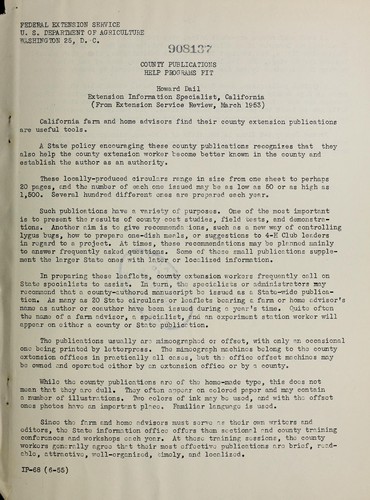 FEDERAL EXTENSION SERVICE
U. S. DEPARTMENT OF AGRICULTURE
WASHINGTON 25, D. C.
908137
COUNTY PUBLICATIONS
HELP PROGRAMS FIT
Howard Dail
Extension Information Specialist, California
(From Extension Service Review, March 1953)
California farm and home advisors find their county extension publications
are useful tools.
A State policy encouraging these county publications recognizes that they
also help the county extension worker become better known in the county and
establish the author as an authority.
These locally-produced circulars range in size from one sheet to perhaps
20 pages, and the number of each one issued may be as low as 50 or as high as
1,500. Several hundred different ones are prepared each year.
Such publications have a variety of purposes. One of the most important
is to present the results of county cost studies, field tests, and demonstra-
tions. Another aim is to give recommendations, such as a new way of controlling
lygus bugs, how to prepare one-dish meals, or suggestions to 4-H Club leaders
in regard to a project. At times, these recommendations may be planned mainly
to answer frequently asked questions. Some of these small publications supple-
ment the larger State ones with later or localized information.
In preparing these leaflets, county extension workers frequently call on
State specialists to assist. In turn, the specialists or administrators may
recommend that a county-authored manuscript be issued as a State-wide publica-
tion. As many as 20 State circulars or leaflets bearing a farm or home advisor's
name as author or coauthor have been issued during a year's time. Quite often
the name of a farm advisor, a specialist, and an experiment station worker will
appear on either a county or State publication.
The publications usually are mimeographed or offset, with only an occasional
one being printed by letterpress. The mimeograph machines belong to the county
extension offices in practically all cases, but the office offset machines may
be owned and operated either by an extension office or by a county.
While the county publications are of the home-made type, this does not
mean that they are dull. They often appear on colored paper and may contain
a number of illustrations. Two colors of ink may be used, and with the offset
ones photos have an important place. Familiar language is used.
Since the farm and home advisors must serve as their own writers and
editors, the State information office offers them sectional and county training
conferences and workshops each year. At these training sessions, the county
workers generally agree that their most effective publications are brief, read-
able, attractive, well-organized, simply, and localized.
IP-68 (6-55)